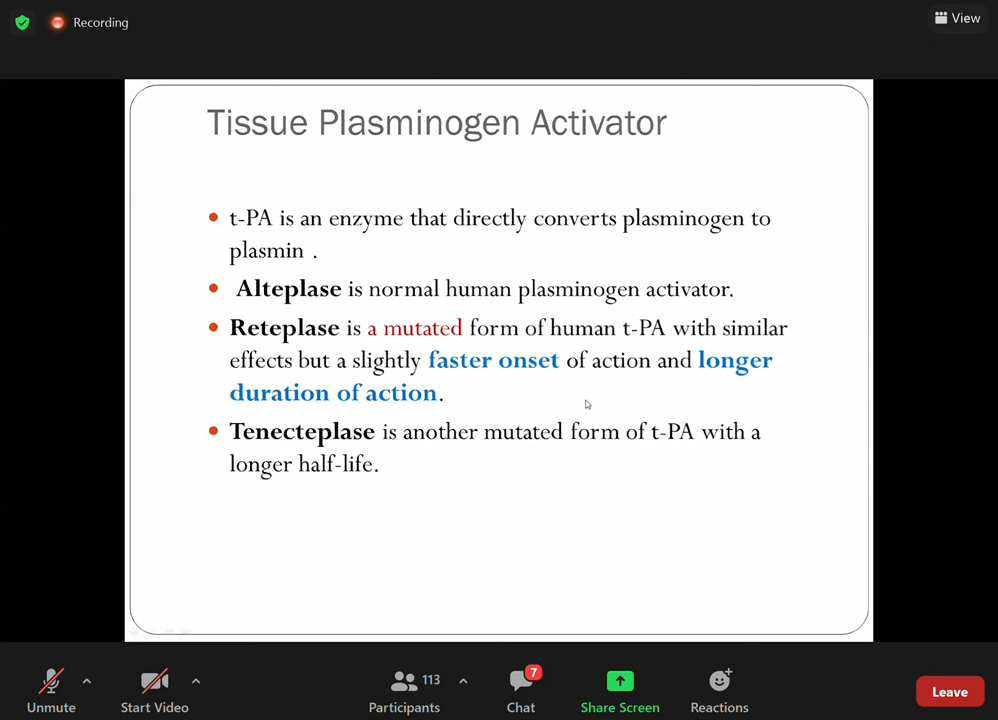 Recording
View
Tissue Plasminogen Activator
t-PA is an enzyme that directly converts plasminogen to
plasmin .
Alteplase is normal human plasminogen activator.
Reteplase is a mutated form of human t-PA with similar
effects but a slightly faster onset of action and longer
duration of action.
Tenecteplase is another mutated form of t-PA with a
longer half-life.
113
7
Unmute
Start Video
Participants
Chat
Share Screen
Reactions
Leave